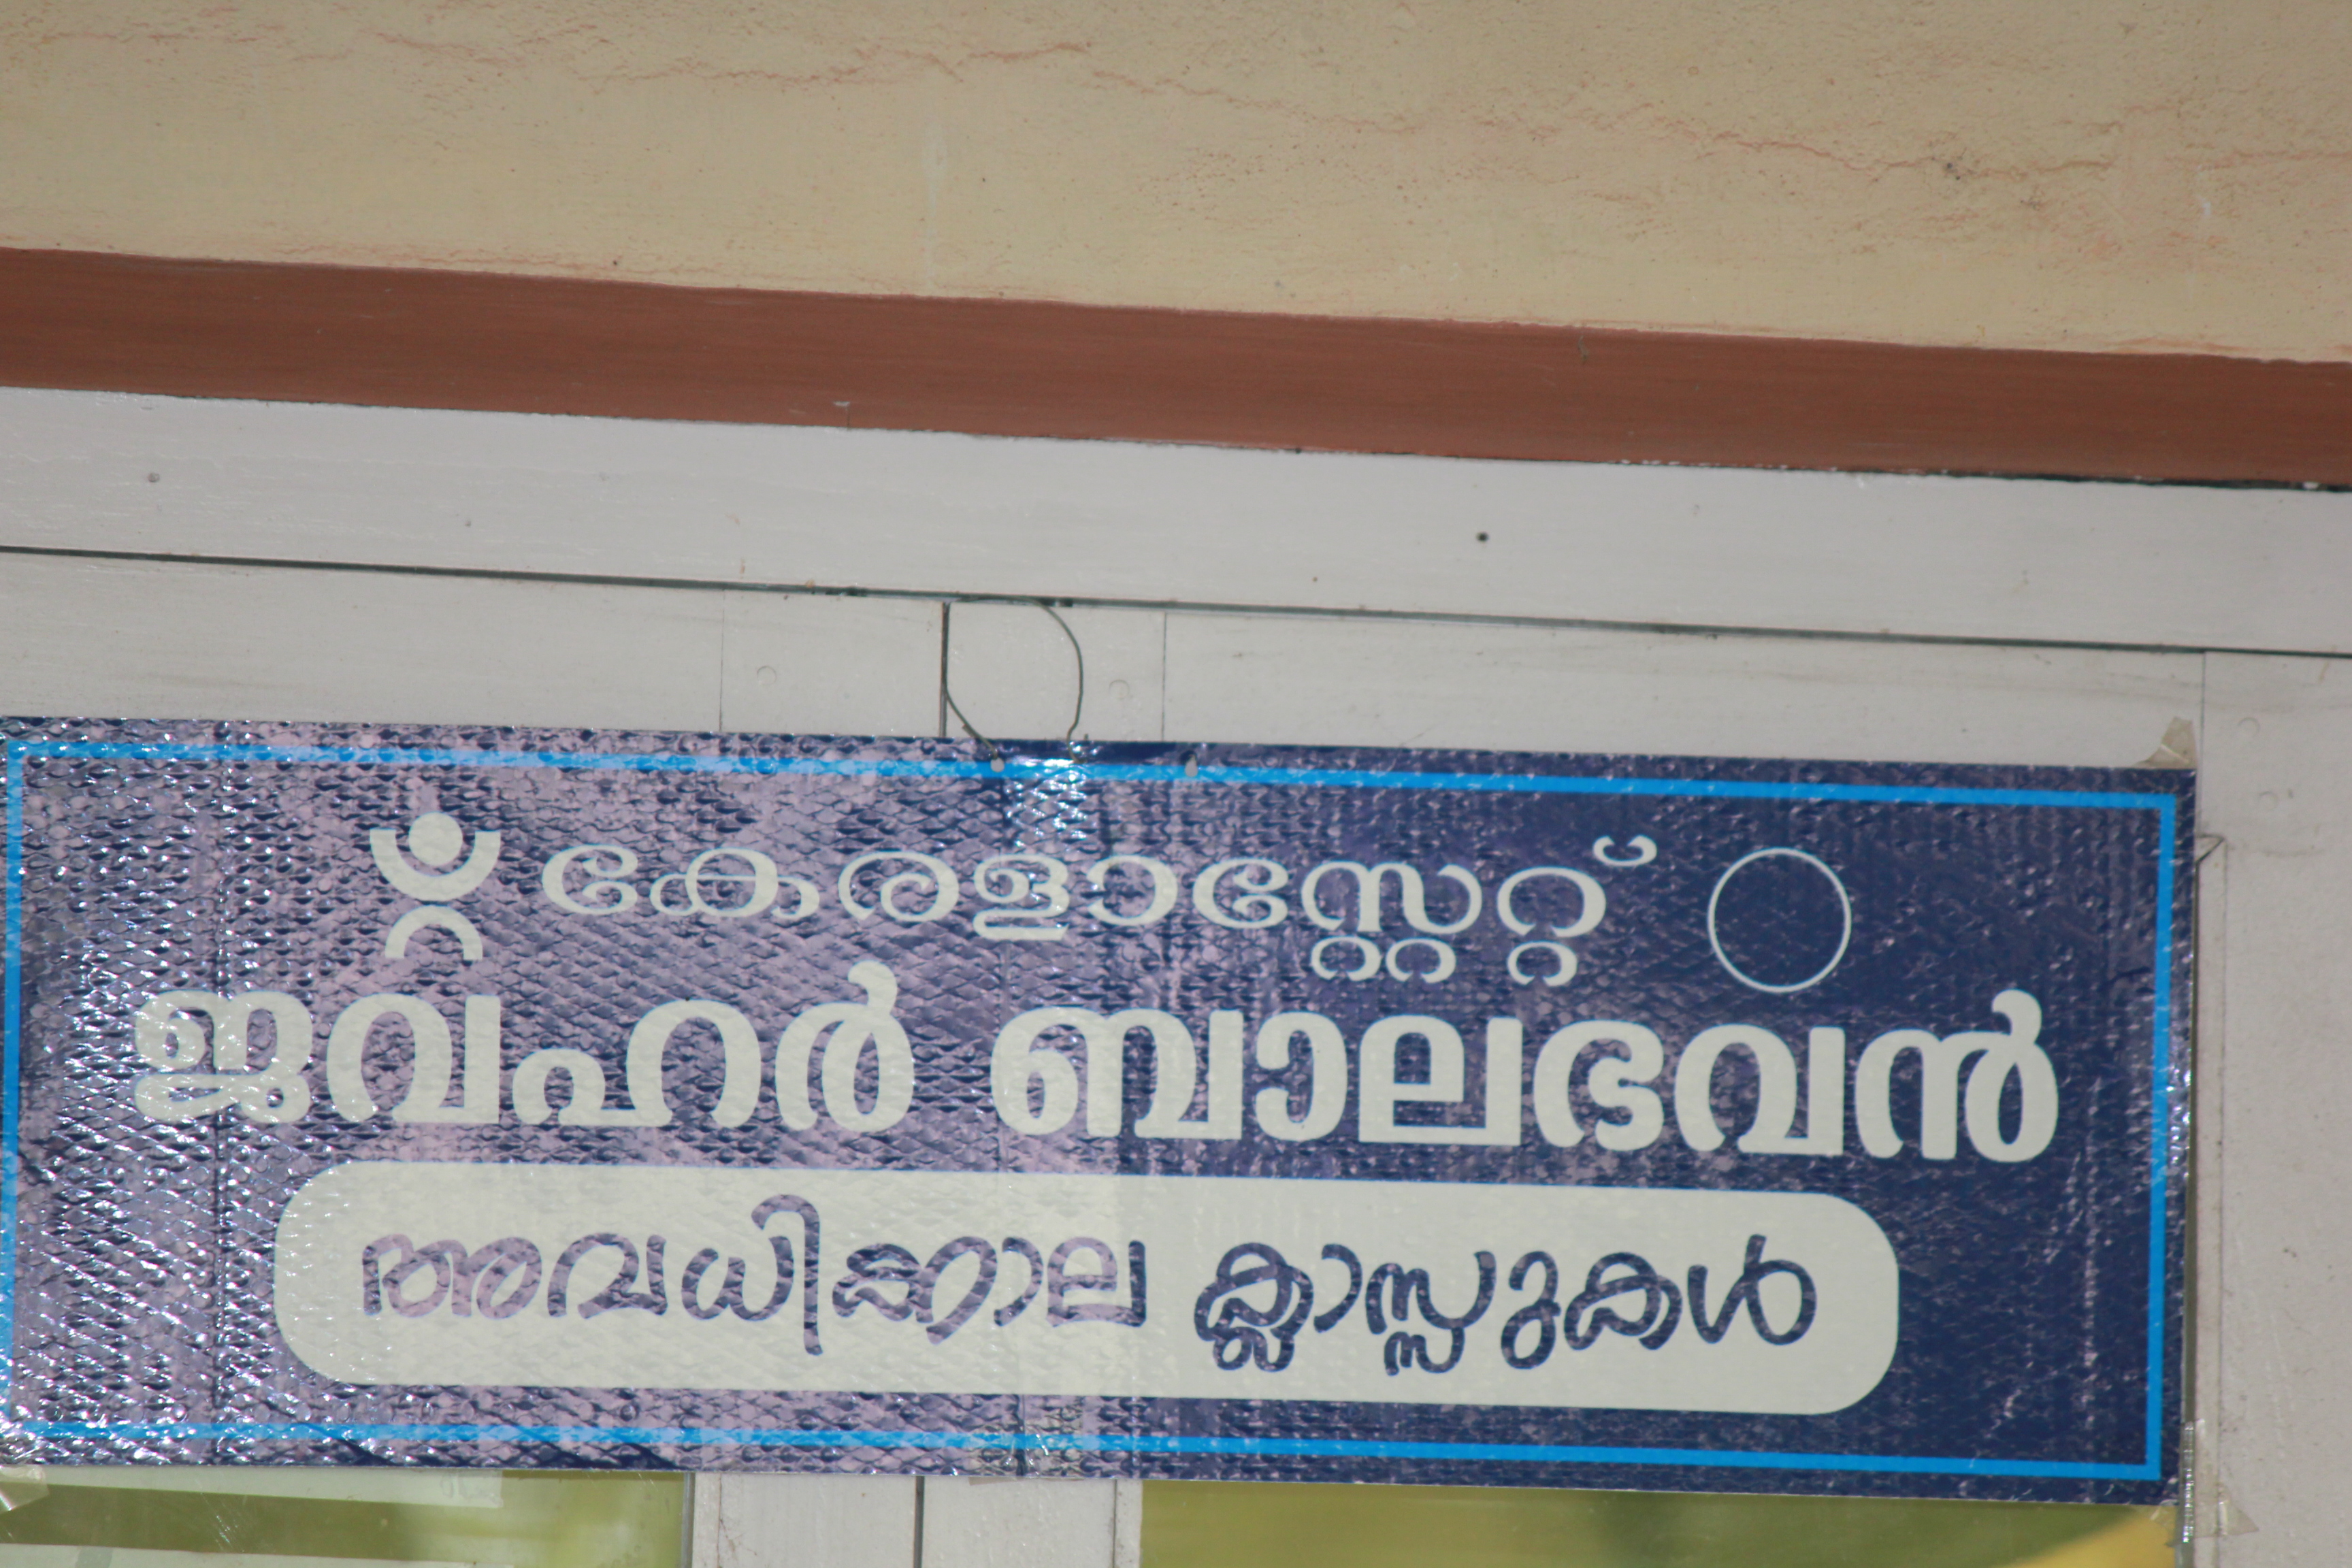 കേരളാസ്റ്റേറ്റ്
ജവഹർ ബാലഭവൻ
അവധിക്കാല ക്ലാസ്സുകൾ